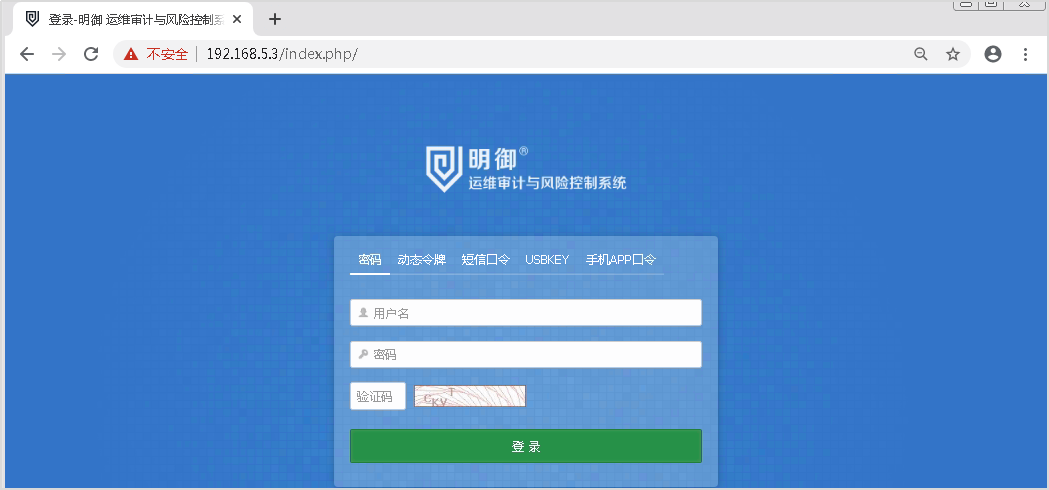 登录-明御 运维审计与风险控制系
不安全 192.168.5.3/index.php/
明御®
运维审计与风险控制系统
密码 动态令牌 短信口令 USBKEY 手机APP口令
用户名
密码
验证码 CKYT
登 录